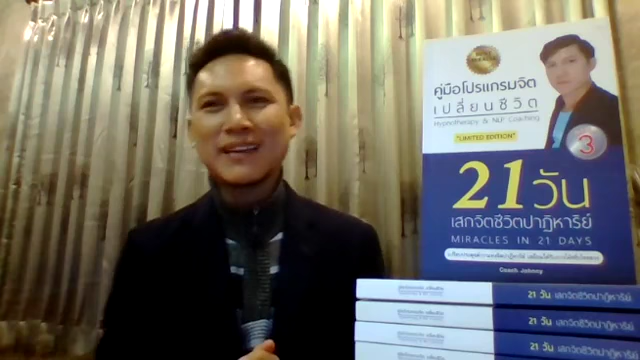 คู่มือโปรแกรมจิต
เปลี่ยนชีวิต
Hypnotherapy & NLP Coaching
"LIMITED EDITION"
3
21 วัน
เสกจิตชีวิตปาฏิหาริย์
MIRACLES IN 21 DAYS
Coach Johnny
21 วัน เสกจิตชีวิตปาฏิหาริย์
21 วัน เสกจิตชีวิตปาฏิหาริย์
21 วัน เสกจิตชีวิตปาฏิหาริย์